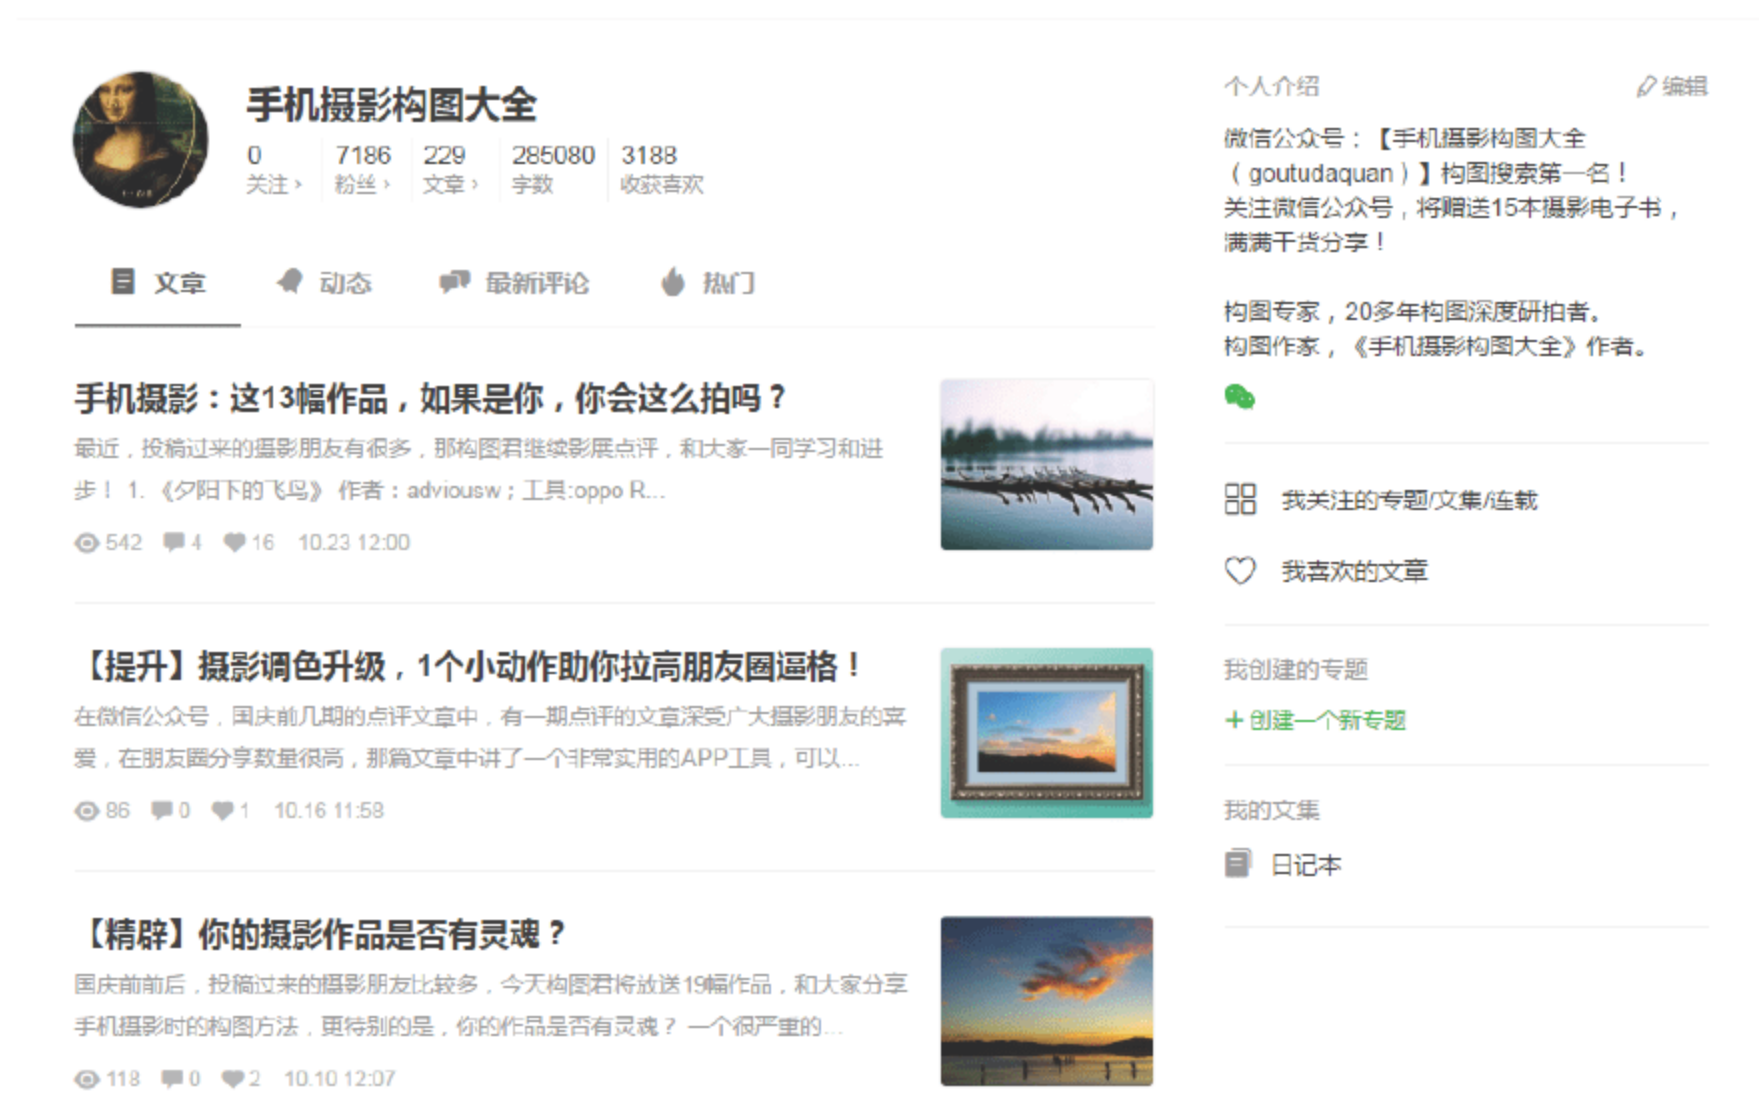 手机摄影构图大全
0 7186 229 285080 3188
关注 › 粉丝 › 文章 › 字数 收获喜欢
文章 动态 最新评论 热门
手机摄影：这13幅作品，如果是你，你会这么拍吗？
最近，投稿过来的摄影朋友有很多，那构图君继续影展点评，和大家一同学习和进
步！ 1. 《夕阳下的飞鸟》 作者：adviousw；工具:oppo R...
542 4 16 10.23 12:00
【提升】摄影调色升级，1个小动作助你拉高朋友圈逼格！
在微信公众号，国庆前几期的点评文章中，有一期点评的文章深受广大摄影朋友的喜
爱，在朋友圈分享数量很高，那篇文章中讲了一个非常实用的APP工具，可以...
86 0 1 10.16 11:58
【精辟】你的摄影作品是否有灵魂？
国庆前前后，投稿过来的摄影朋友比较多，今天构图君将放送19幅作品，和大家分享
手机摄影时的构图方法，更特别的是，你的作品是否有灵魂？ 一个很严重的...
118 0 2 10.10 12:07
个人介绍 编辑
微信公众号：【手机摄影构图大全
（goutudaquan）】构图搜索第一名！
关注微信公众号，将赠送15本摄影电子书，
满满干货分享！
构图专家，20多年构图深度研拍者。
构图作家，《手机摄影构图大全》作者。
我关注的专题/文集/连载
我喜欢的文章
我创建的专题
+ 创建一个新专题
我的文集
日记本